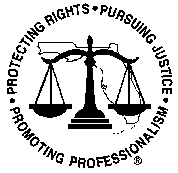 • PROTECTING RIGHTS • PURSUING JUSTICE
• PROMOTING PROFESSIONALISM •
®